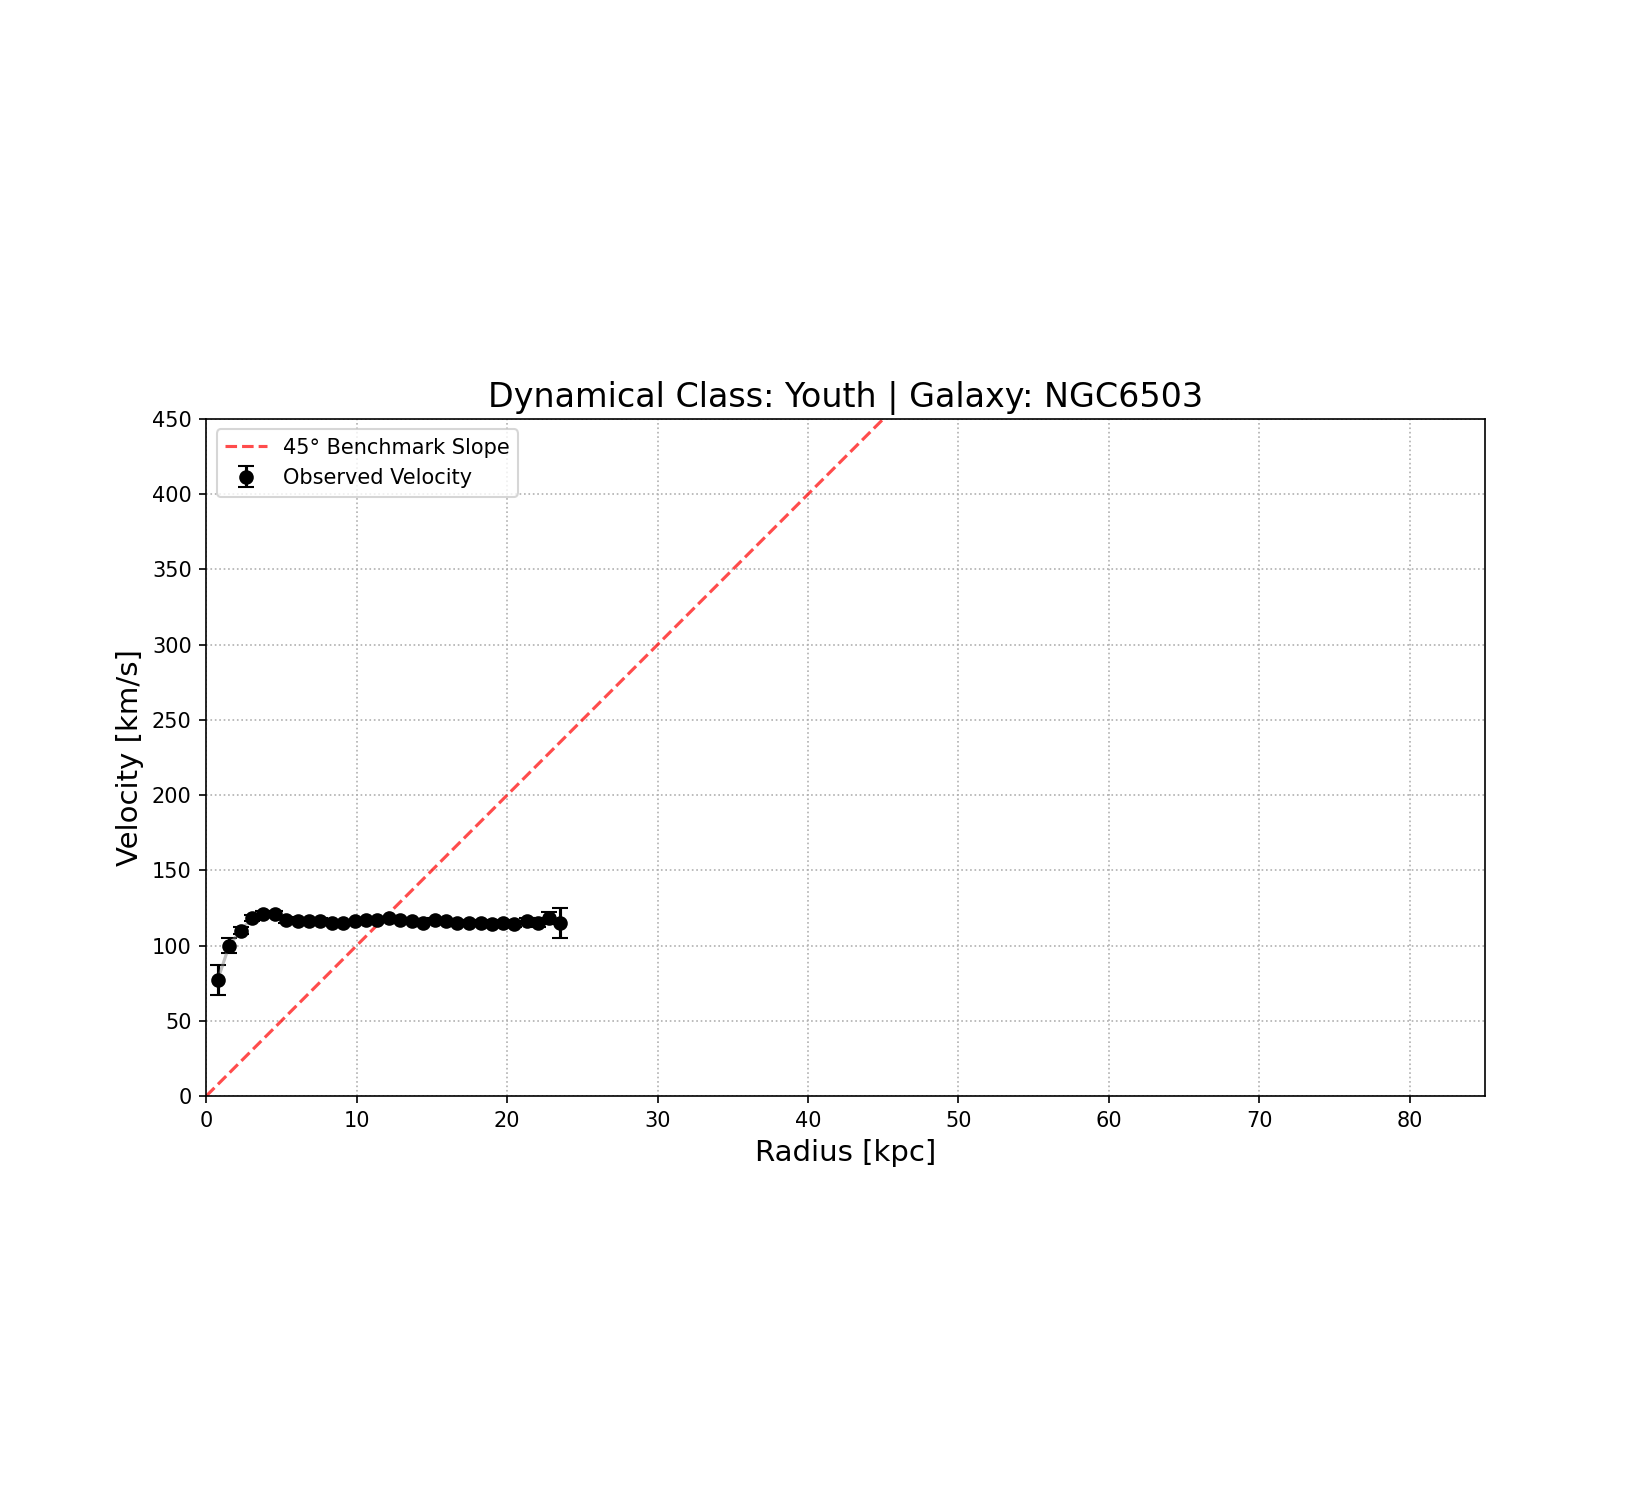 Dynamical Class: Youth | Galaxy: NGC6503
45° Benchmark Slope
Observed Velocity
450
400
350
300
250
200
150
100
50
0
Velocity [km/s]
0 10 20 30 40 50 60 70 80
Radius [kpc]